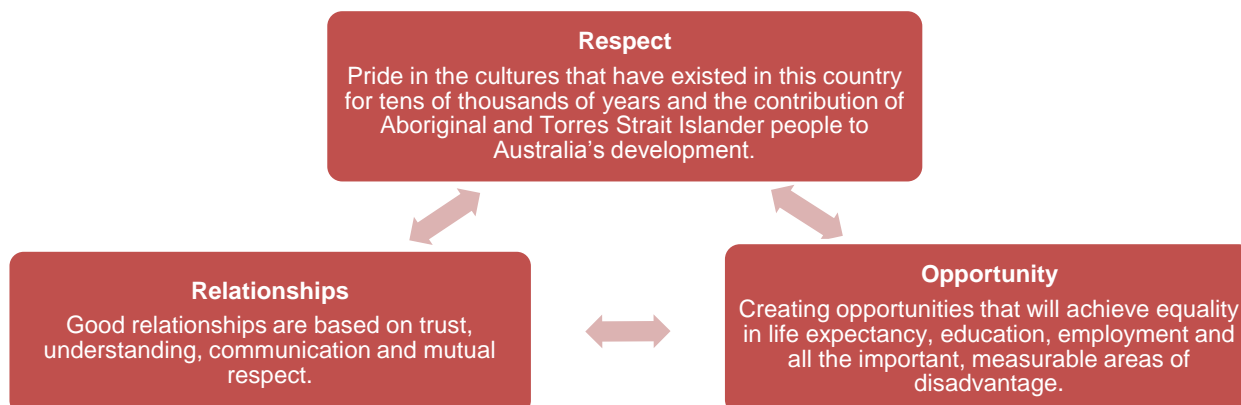 Respect
Pride in the cultures that have existed in this country
for tens of thousands of years and the contribution of
Aboriginal and Torres Strait Islander people to
Australia’s development.
Relationships
Good relationships are based on trust,
understanding, communication and mutual
respect.
Opportunity
Creating opportunities that will achieve equality
in life expectancy, education, employment and
all the important, measurable areas of
disadvantage.